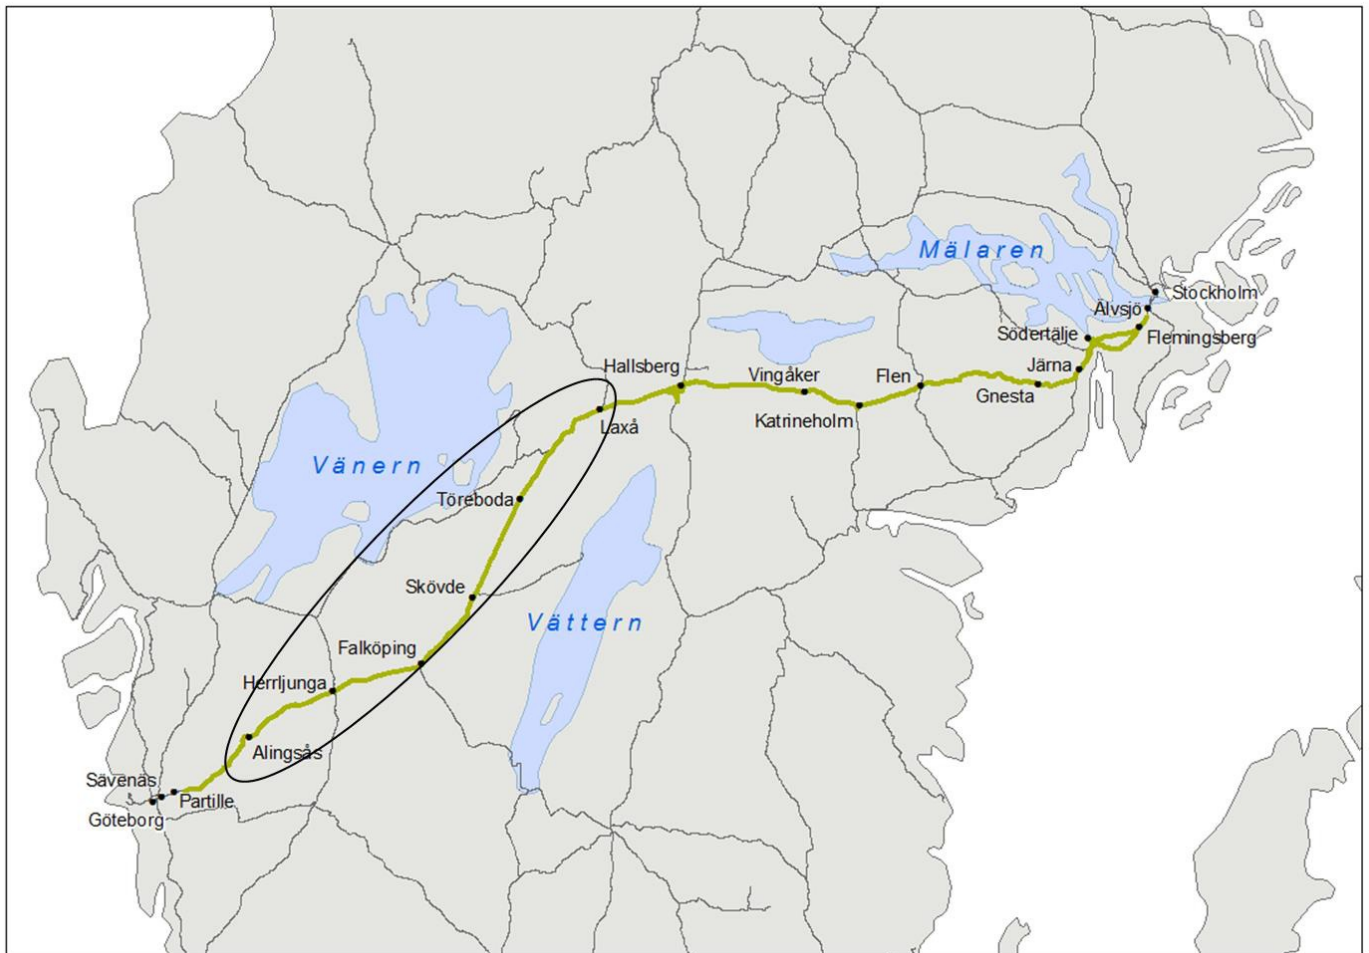 Mälaren
Stockholm
Älvsjö
Södertälje
Flemingsberg
Hallsberg
Vingåker
Flen
Järna
Gnesta
Katrineholm
Laxå
Vänern
Töreboda
Skövde
Vättern
Falköping
Herrljunga
Alingsås
Sävenäs
Partille
Göteborg